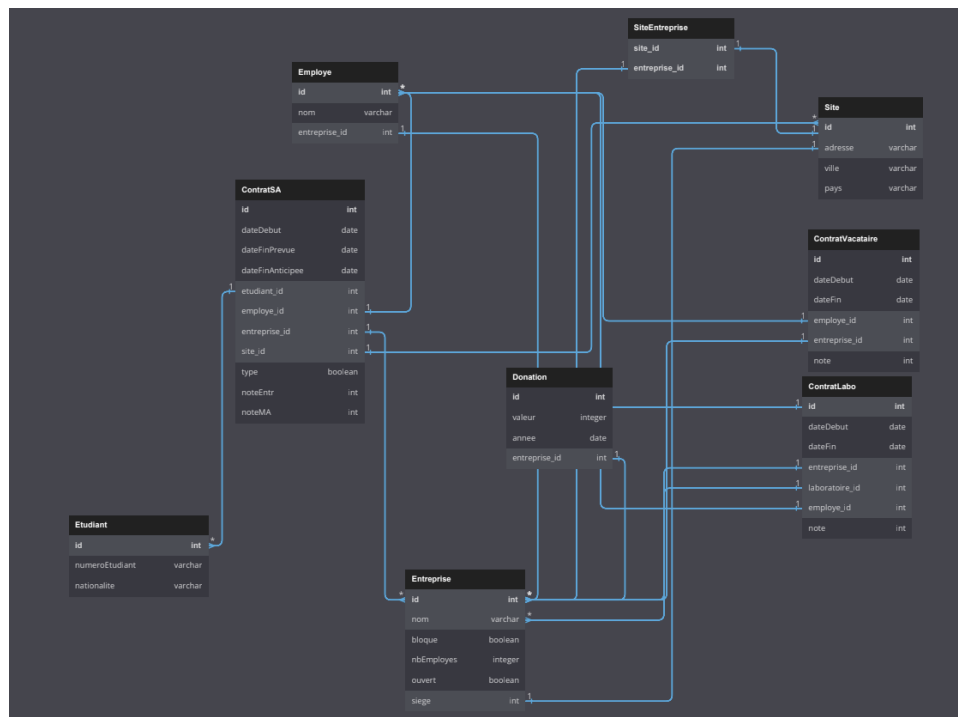 SiteEntreprise
site_id int
entreprise_id int
Employe
id int
nom varchar
entreprise_id int
Site
id int
adresse varchar
ville varchar
pays varchar
ContratSA
id int
dateDebut date
dateFinPrevue date
dateFinAnticipee date
etudiant_id int
employe_id int
entreprise_id int
site_id int
type boolean
noteEntr int
noteMA int
ContratVacataire
id int
dateDebut date
dateFin date
employe_id int
entreprise_id int
note int
Donation
id int
valeur integer
annee date
entreprise_id int
ContratLabo
id int
dateDebut date
dateFin date
entreprise_id int
laboratoire_id int
employe_id int
note int
Etudiant
id int
numeroEtudiant varchar
nationalite varchar
Entreprise
id int
nom varchar
bloque boolean
nbEmployes integer
ouvert boolean
siege int